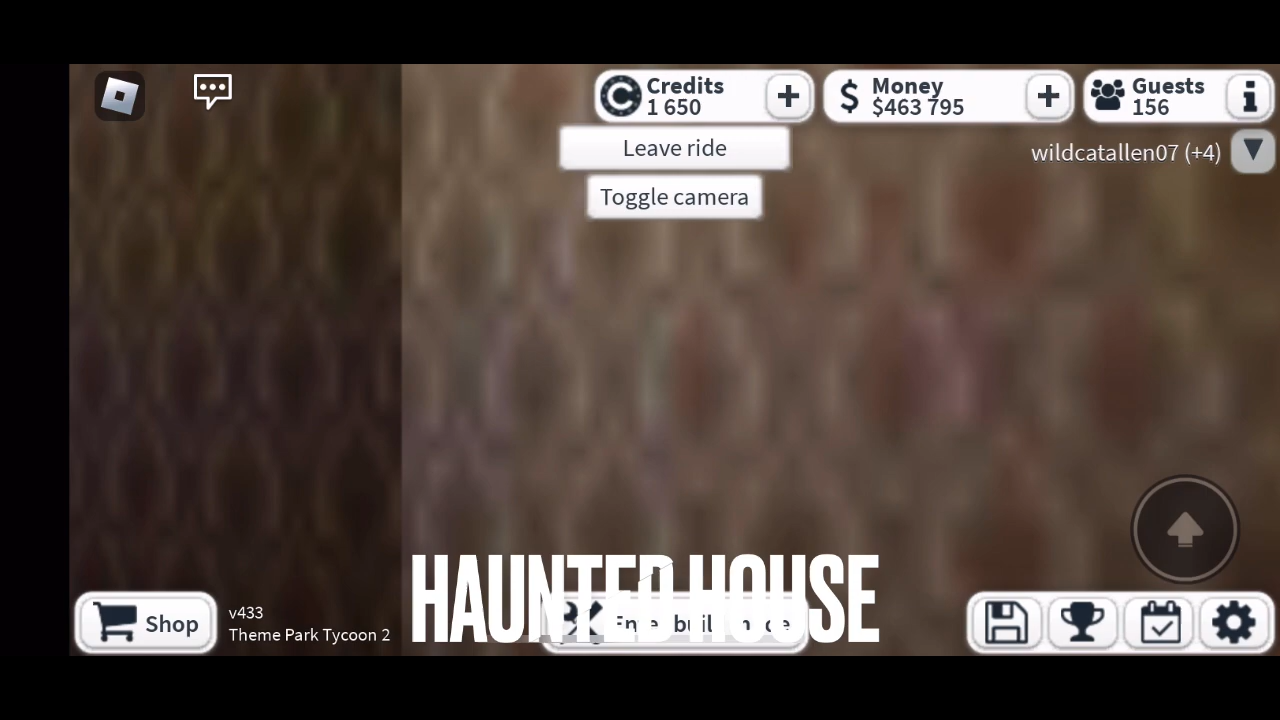 Credits
1 650
+
Money
$463 795
+
Guests
156
Leave ride
wildcatallen07 (+4)
Toggle camera
HAUNTED HOUSE
Shop
v433
Theme Park Tycoon 2